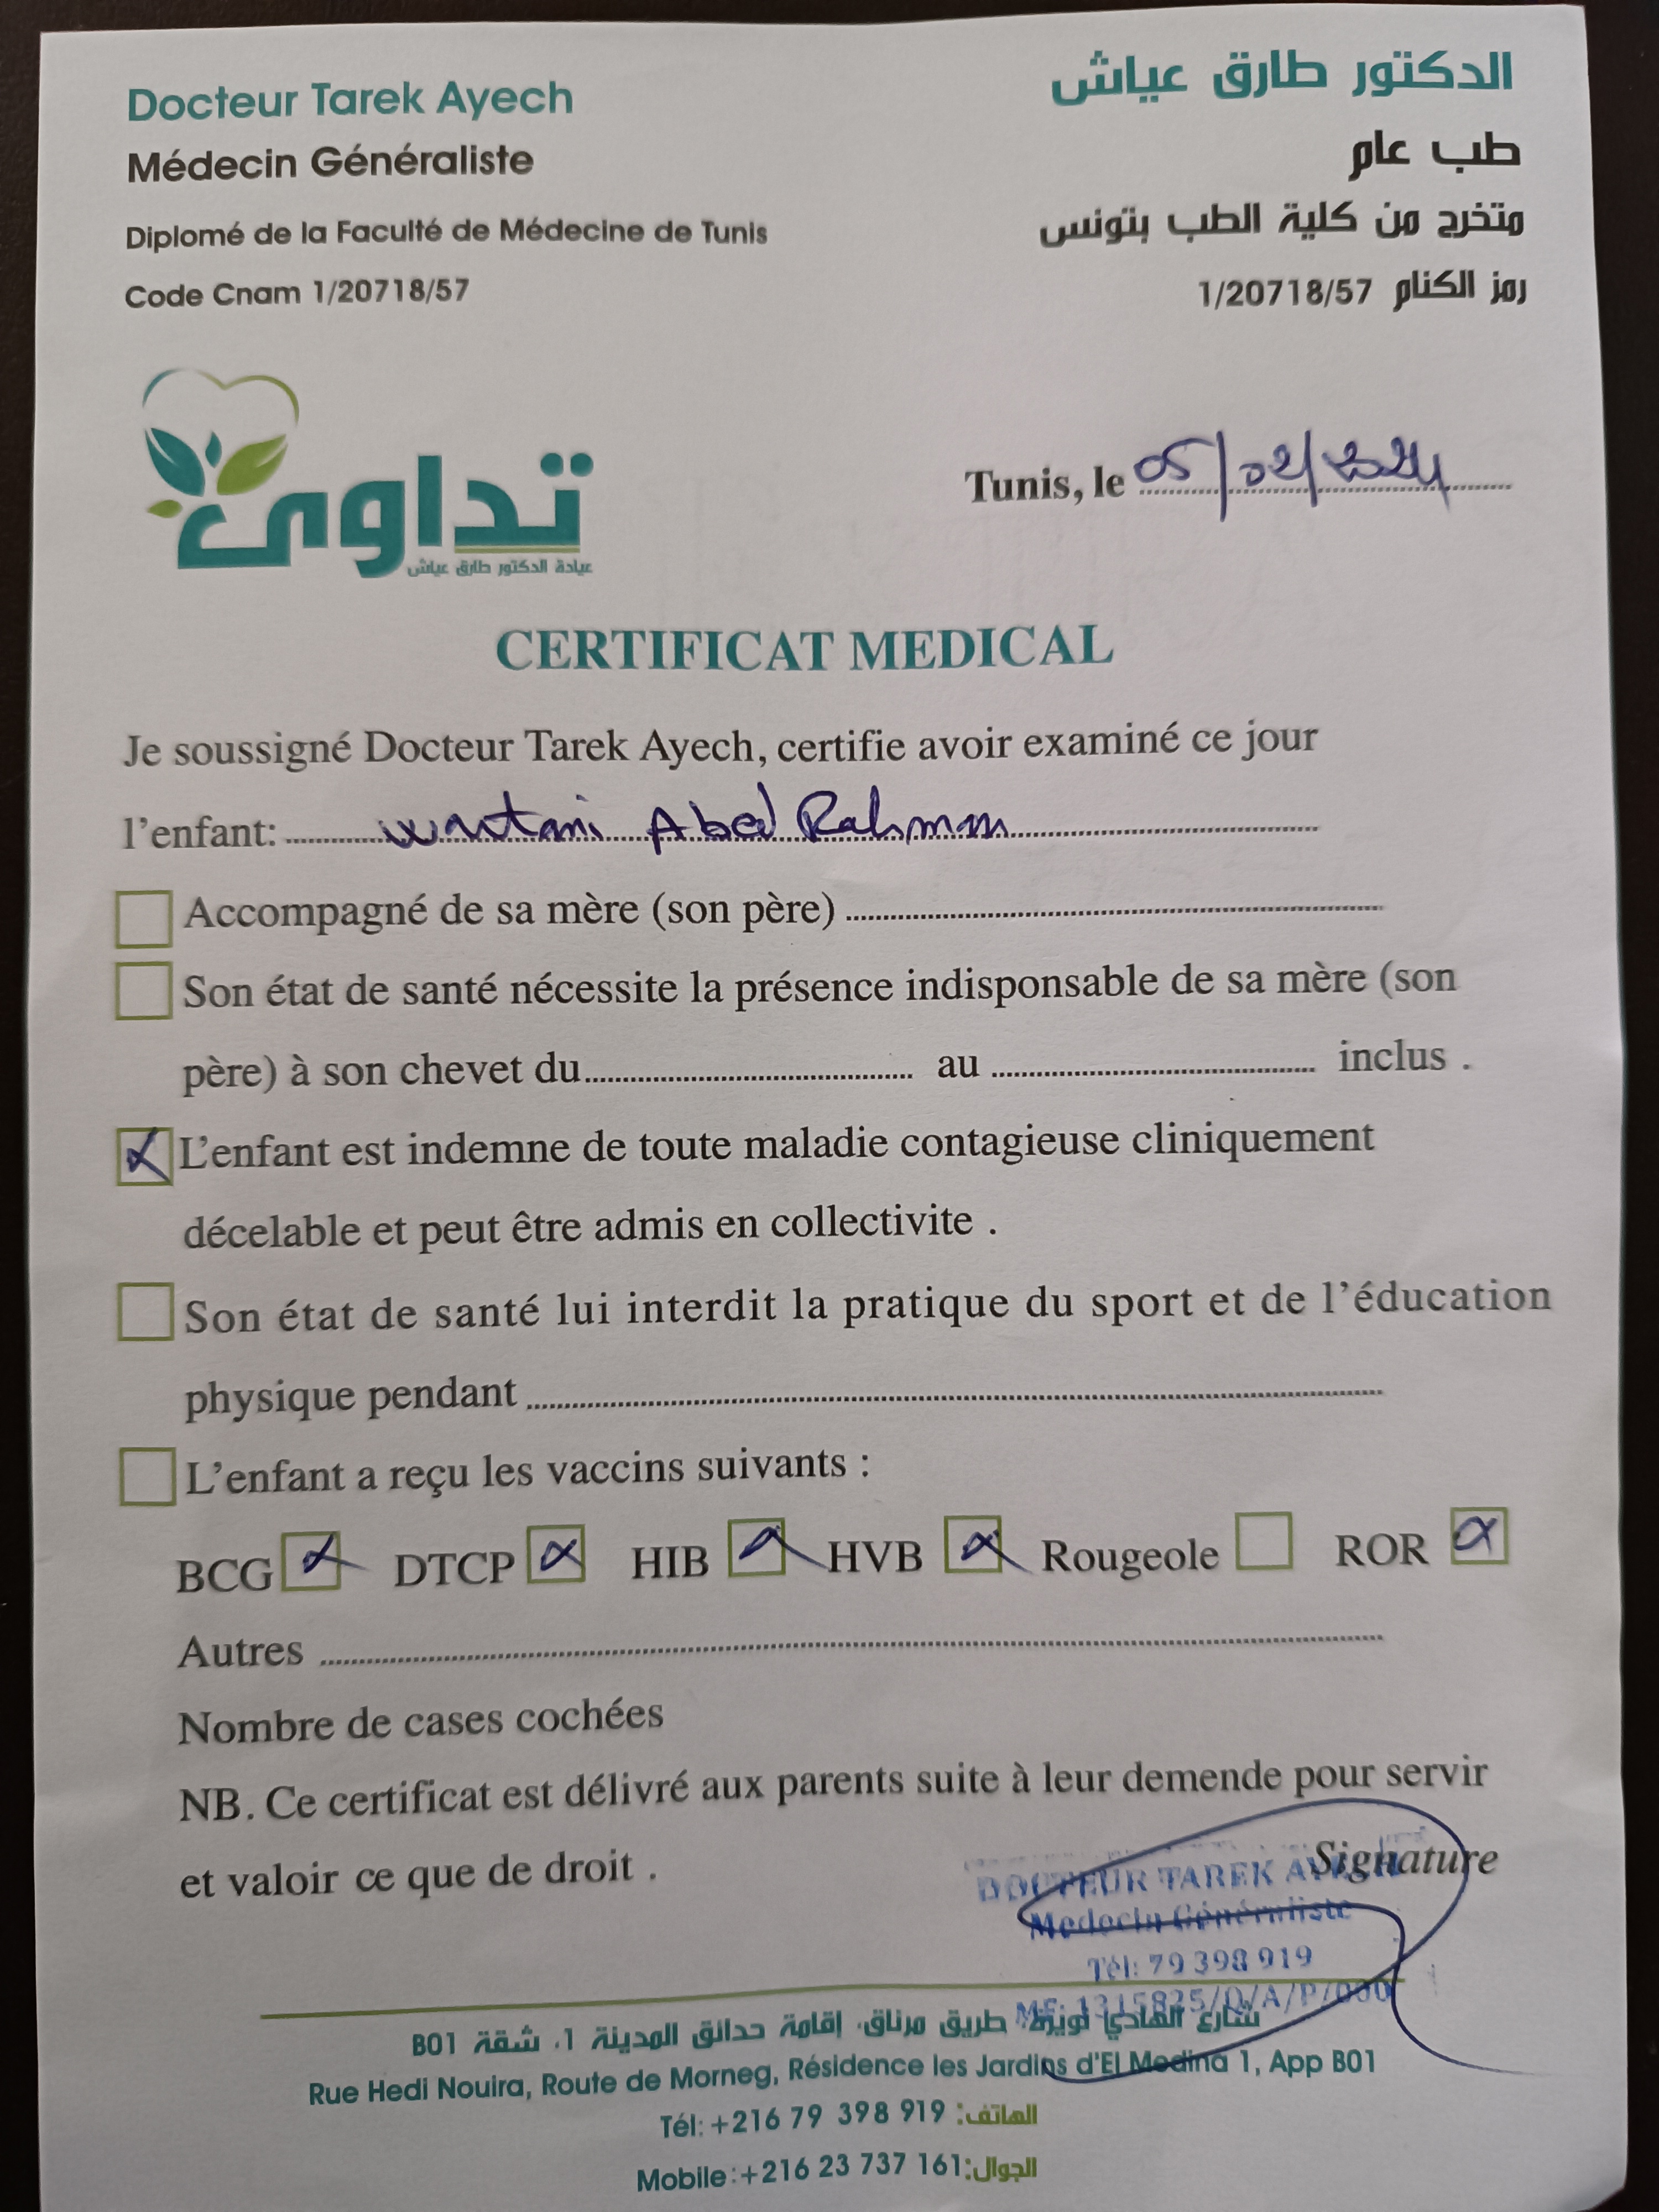 Docteur Tarek Ayech
Médecin Généraliste
Diplomé de la Faculté de Médecine de Tunis
Code Cnam 1/20718/57
الدكتور طارق عياش
طب عام
متخرج من كلية الطب بتونس
رمز الكنام 1/20718/57
تداوى
عيادة الدكتور طارق عياش
Tunis, le 05/02/2024
CERTIFICAT MEDICAL
Je soussigné Docteur Tarek Ayech, certifie avoir examiné ce jour
l'enfant: Wartani Abed Rahman
Accompagné de sa mère (son père)
Son état de santé nécessite la présence indisponsable de sa mère (son
père) à son chevet du au inclus .
L'enfant est indemne de toute maladie contagieuse cliniquement
décelable et peut être admis en collectivite .
Son état de santé lui interdit la pratique du sport et de l'éducation
physique pendant
L'enfant a reçu les vaccins suivants :
BCG DTCP HIB HVB Rougeole ROR
Autres
Nombre de cases cochées
NB. Ce certificat est délivré aux parents suite à leur demende pour servir
et valoir ce que de droit .
Signature
DOCTEUR TAREK AYECH
Medecin Généraliste
Tél: 79 398 919
شارع الهادي نويرة، طريق مرناق، إقامة حدائق المدينة 1، شقة B01
Rue Hedi Nouira, Route de Morneg, Résidence les Jardins d'El Medina 1, App B01
Tél: +216 79 398 919 :الهاتف
Mobile:+216 23 737 161:الجوال